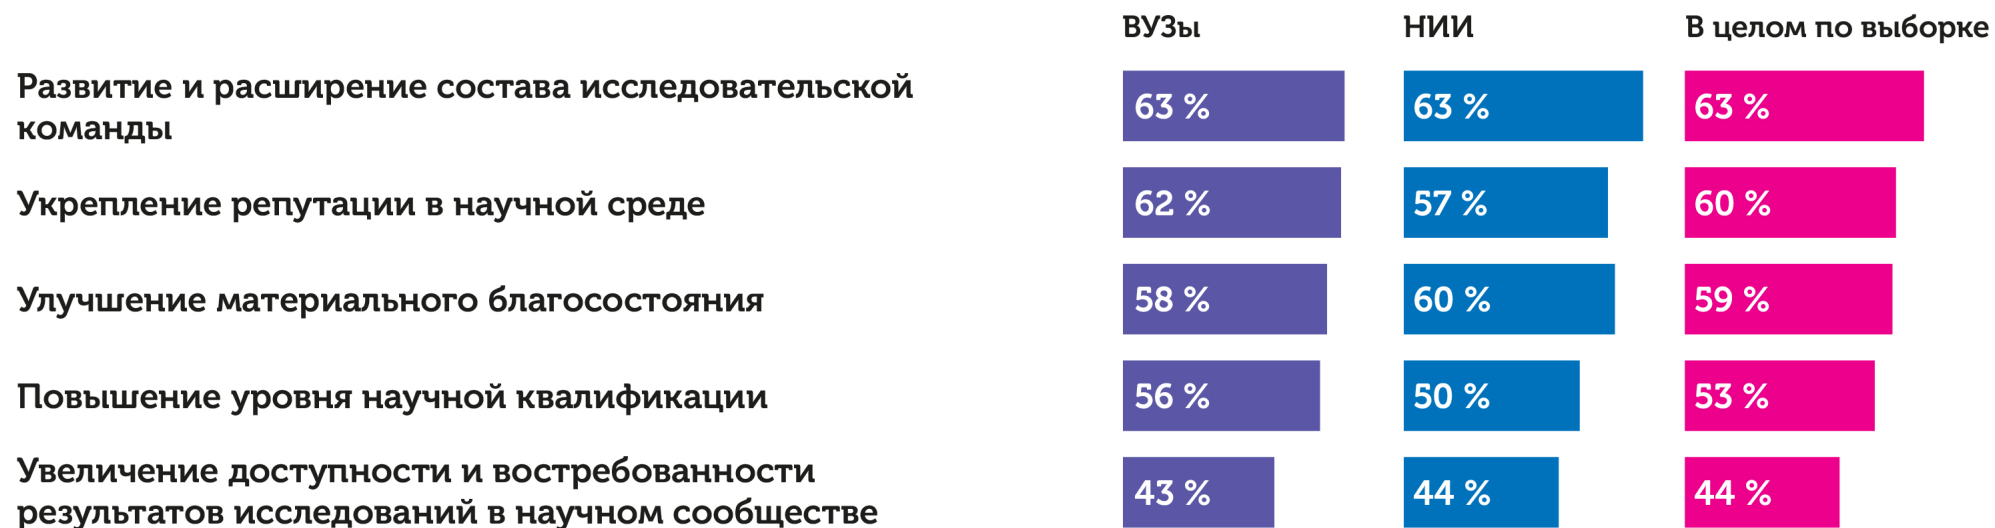 ВУЗы НИИ В целом по выборке
Развитие и расширение состава исследовательской
команды
63 % 63 % 63 %
Укрепление репутации в научной среде 62 % 57 % 60 %
Улучшение материального благосостояния 58 % 60 % 59 %
Повышение уровня научной квалификации 56 % 50 % 53 %
Увеличение доступности и востребованности
результатов исследований в научном сообществе
43 % 44 % 44 %